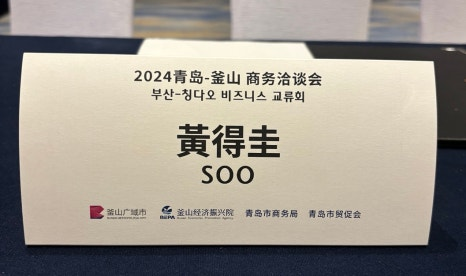 2024青岛-釜山 商务洽谈会
부산-칭다오 비즈니스 교류회
黃得圭
SOO
釜山广域市 BEPA 釜山经济振兴院 青岛市商务局 青岛市贸促会